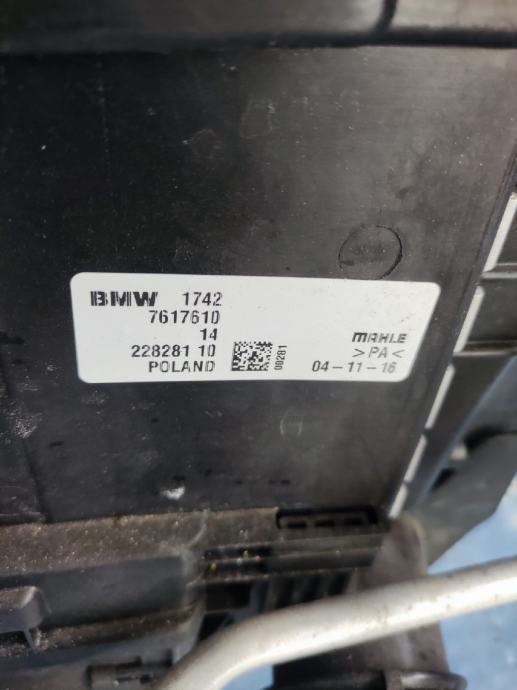 BMW 1742
7617610
14
228281 10
POLAND
00281
MAHLE
>PA<
04-11-16